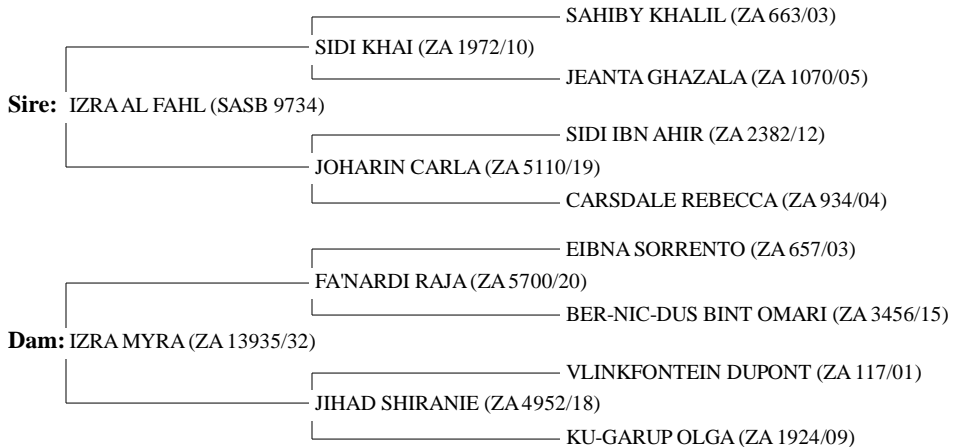 SAHIBY KHALIL (ZA 663/03)
SIDI KHAI (ZA 1972/10)
JEANTA GHAZALA (ZA 1070/05)
Sire: IZRA AL FAHL (SASB 9734)
SIDI IBN AHIR (ZA 2382/12)
JOHARIN CARLA (ZA 5110/19)
CARSDALE REBECCA (ZA 934/04)
EIBNA SORRENTO (ZA 657/03)
FA'NARDI RAJA (ZA 5700/20)
BER-NIC-DUS BINT OMARI (ZA 3456/15)
Dam: IZRA MYRA (ZA 13935/32)
VLINKFONTEIN DUPONT (ZA 117/01)
JIHAD SHIRANIE (ZA 4952/18)
KU-GARUP OLGA (ZA 1924/09)